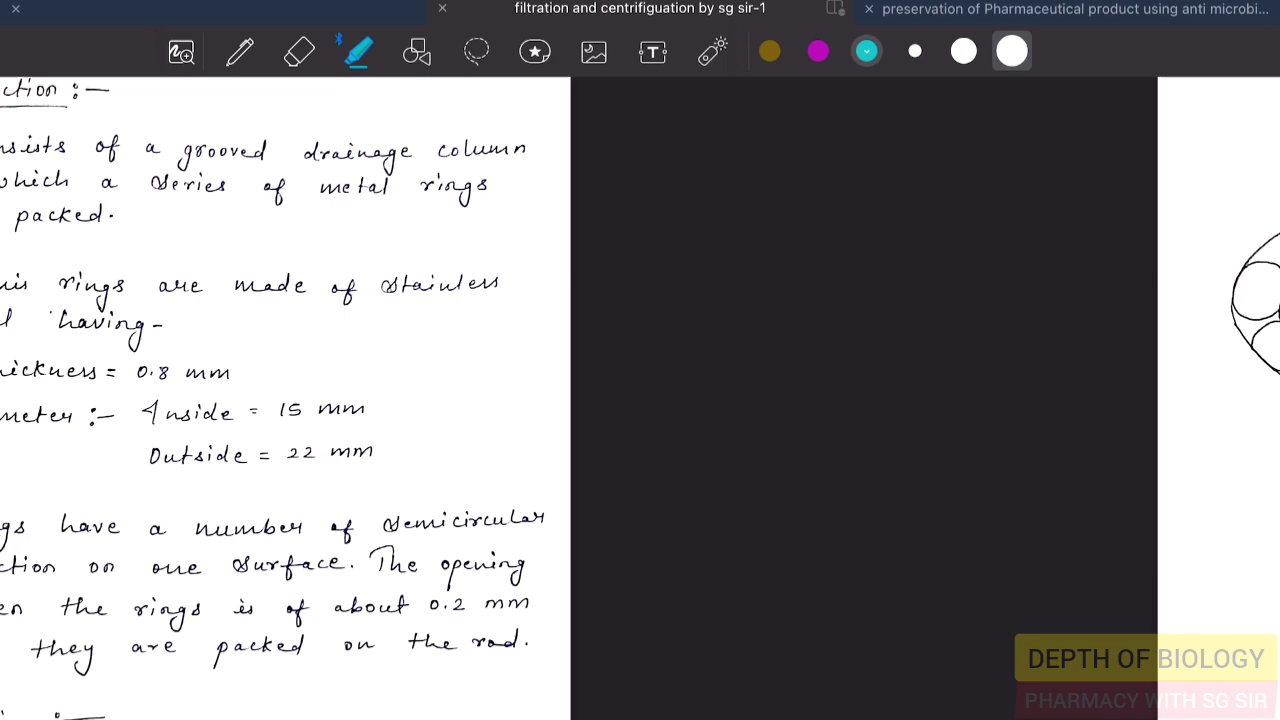 filtration and centrifiguation by sg sir-1
preservation of Pharmaceutical product using anti microbi...
ction :-
nsists of a grooved drainage column
which a series of metal rings
packed.
his rings are made of stainless
l having-
hickness = 0.8 mm
meter :- Inside = 15 mm
Outside = 22 mm
gs have a number of semicircular
ction on one surface. The opening
en the rings is of about 0.2 mm
they are packed on the rod.
DEPTH OF BIOLOGY
PHARMACY WITH SG SIR